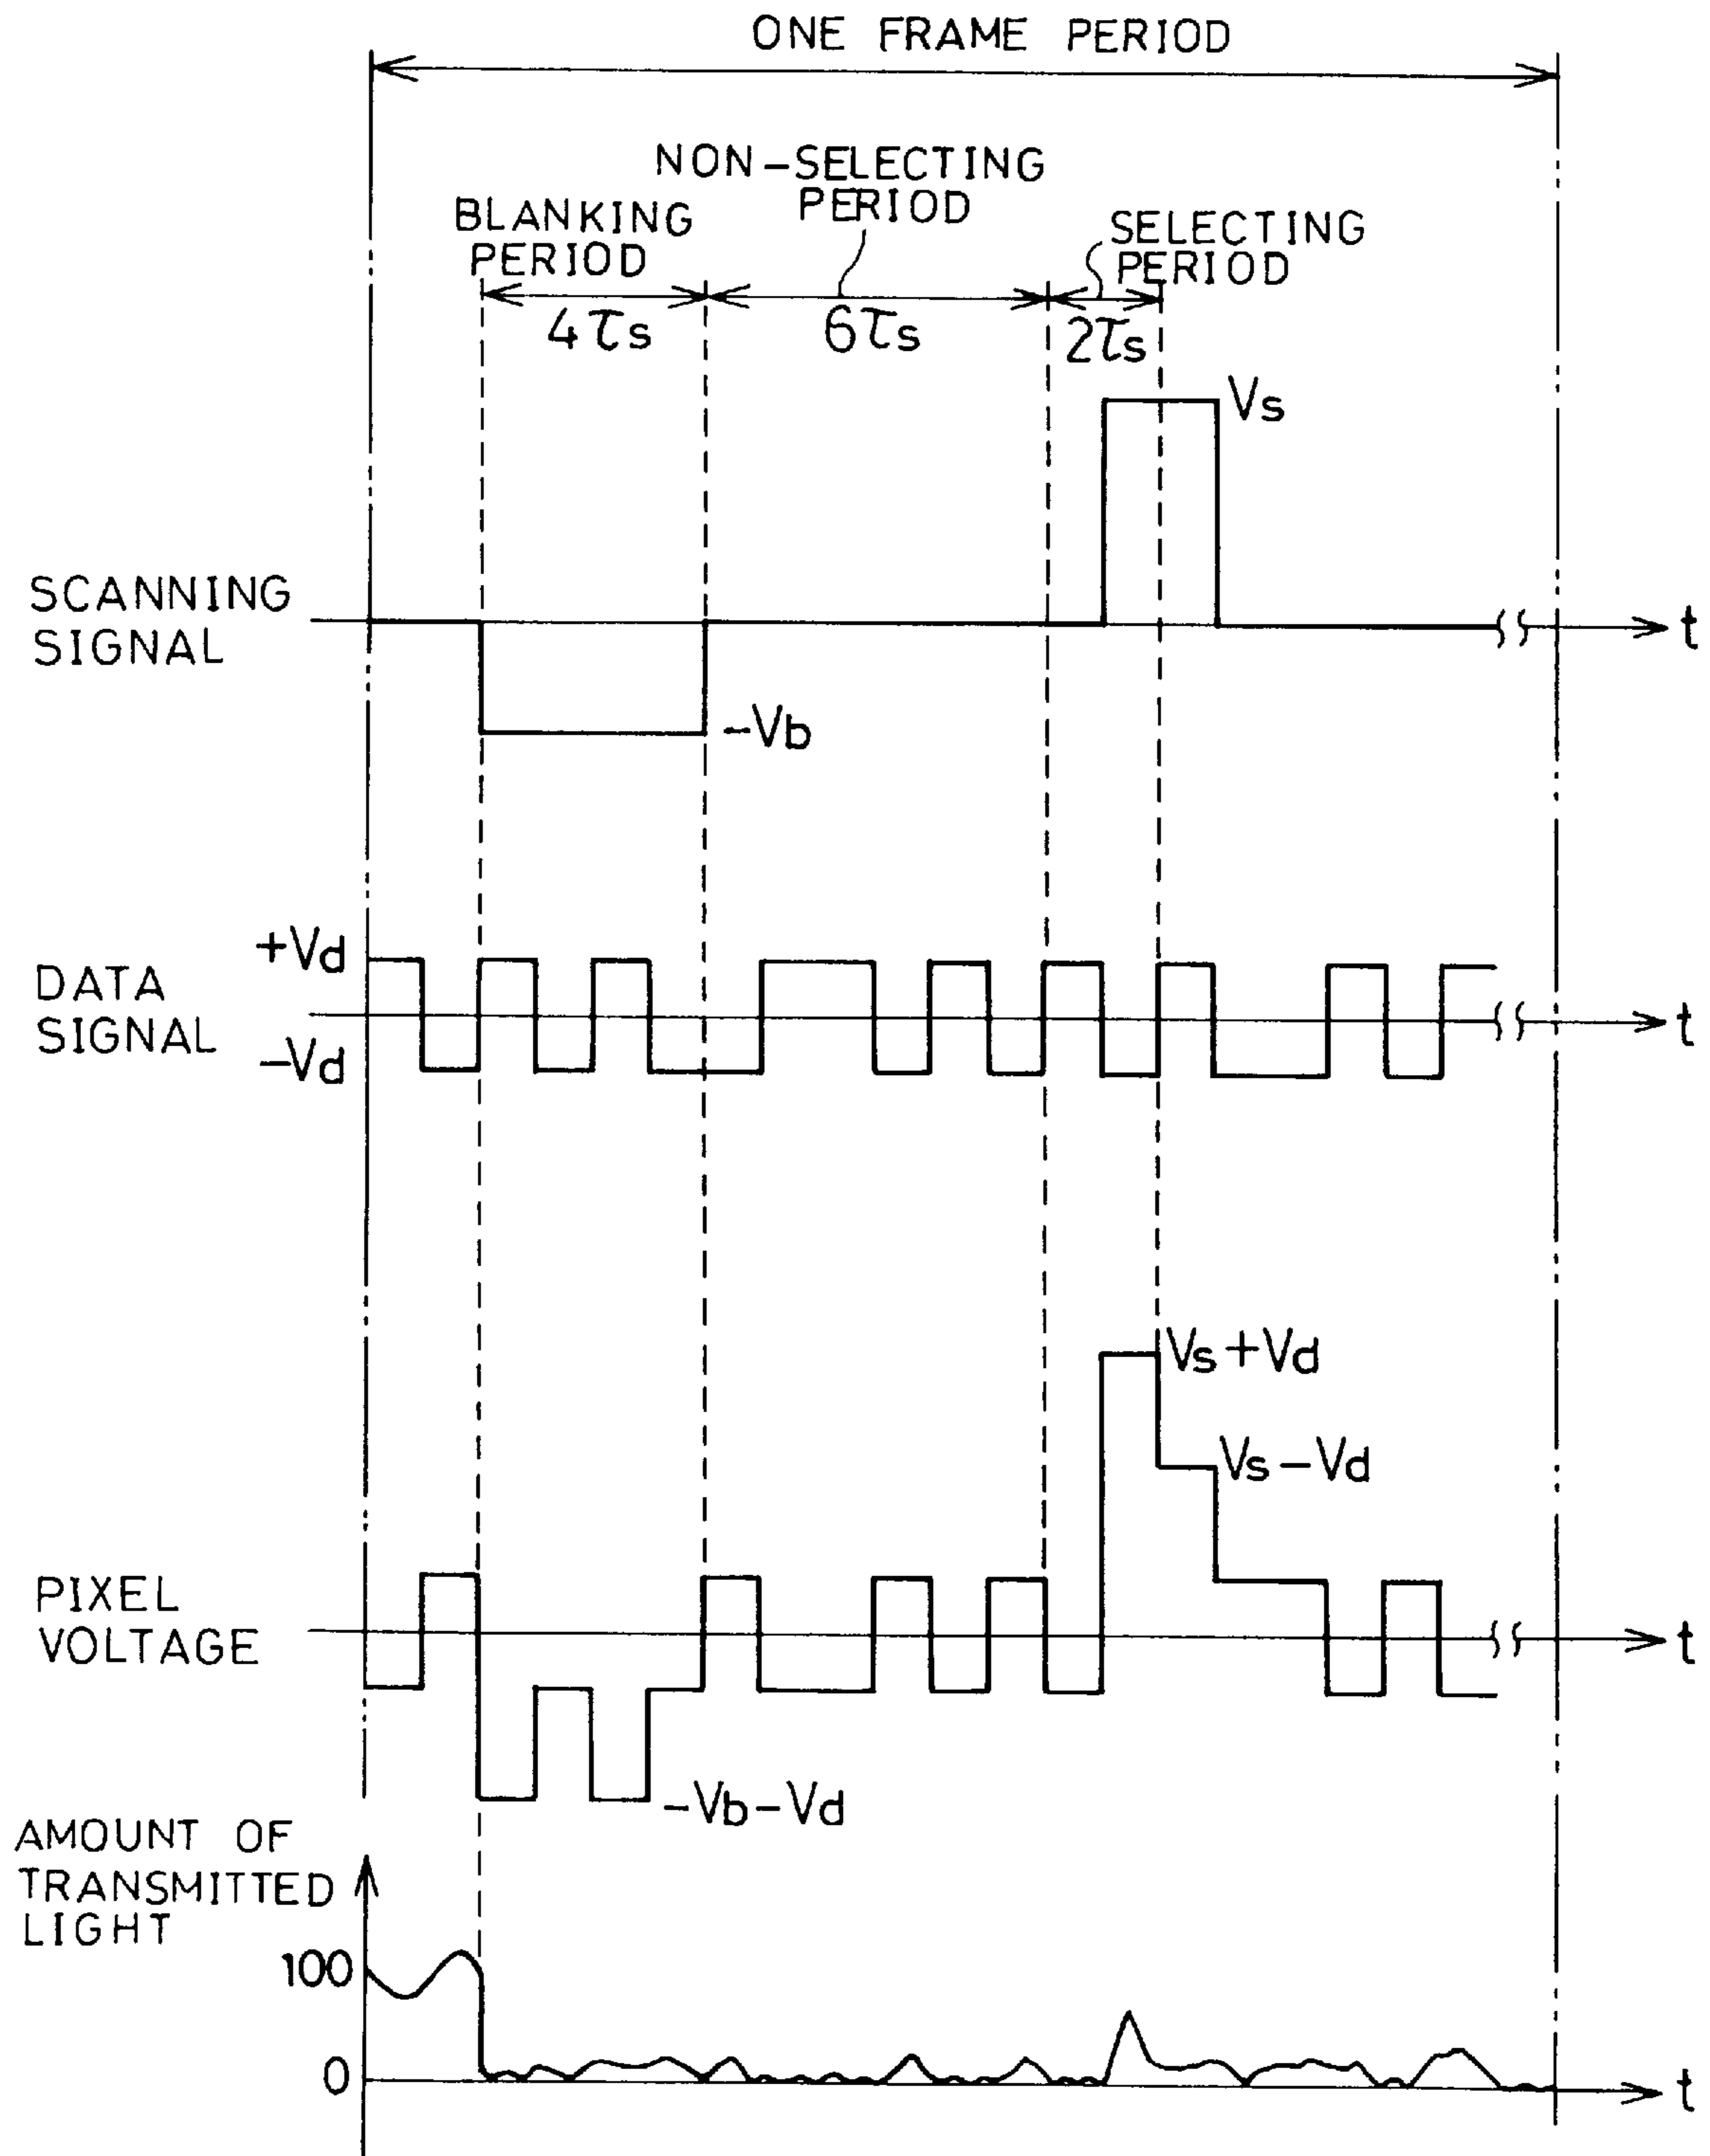 ONE FRAME PERIOD
NON-SELECTING
PERIOD
BLANKING
PERIOD
SELECTING
PERIOD
4τs
6τs
2τs
Vs
SCANNING
SIGNAL
t
-Vb
+Vd
DATA
SIGNAL
t
-Vd
Vs+Vd
Vs-Vd
PIXEL
VOLTAGE
t
-Vb-Vd
AMOUNT OF
TRANSMITTED
LIGHT
100
0
t